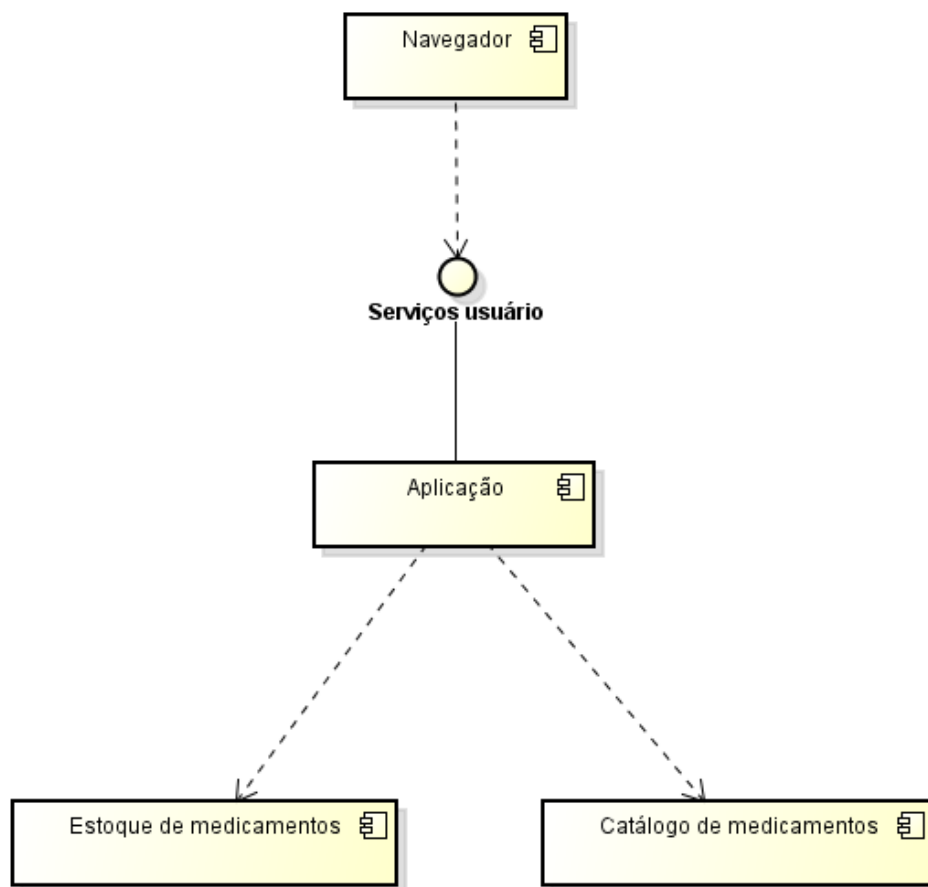 Navegador
Serviços usuário
Aplicação
Estoque de medicamentos
Catálogo de medicamentos